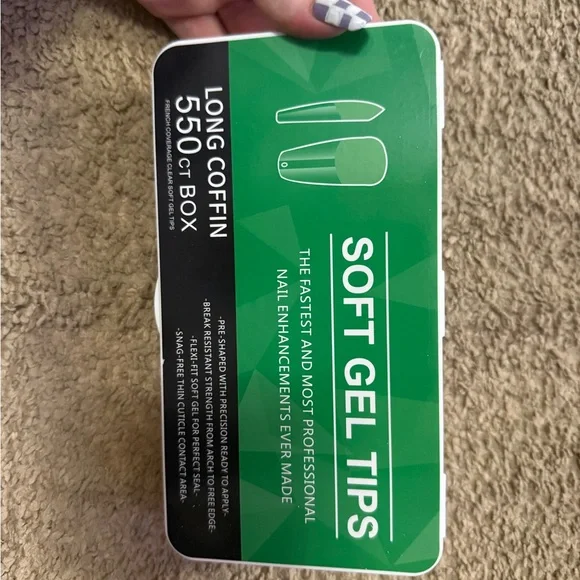 SOFT GEL TIPS
THE FASTEST AND MOST PROFESSIONAL
NAIL ENHANCEMENTS EVER MADE
0
LONG COFFIN
550CT BOX
FRENCH COVERAGE CLEAR SOFT GEL TIPS
-PRE-SHAPED WITH PRECISION READY TO APPLY-
-BREAK RESISTANT STRENGTH FROM ARCH TO FREE EDGE-
-FLEXI-FIT SOFT GEL FOR PERFECT SEAL-
-SNAG-FREE THIN CUTICLE CONTACT AREA-